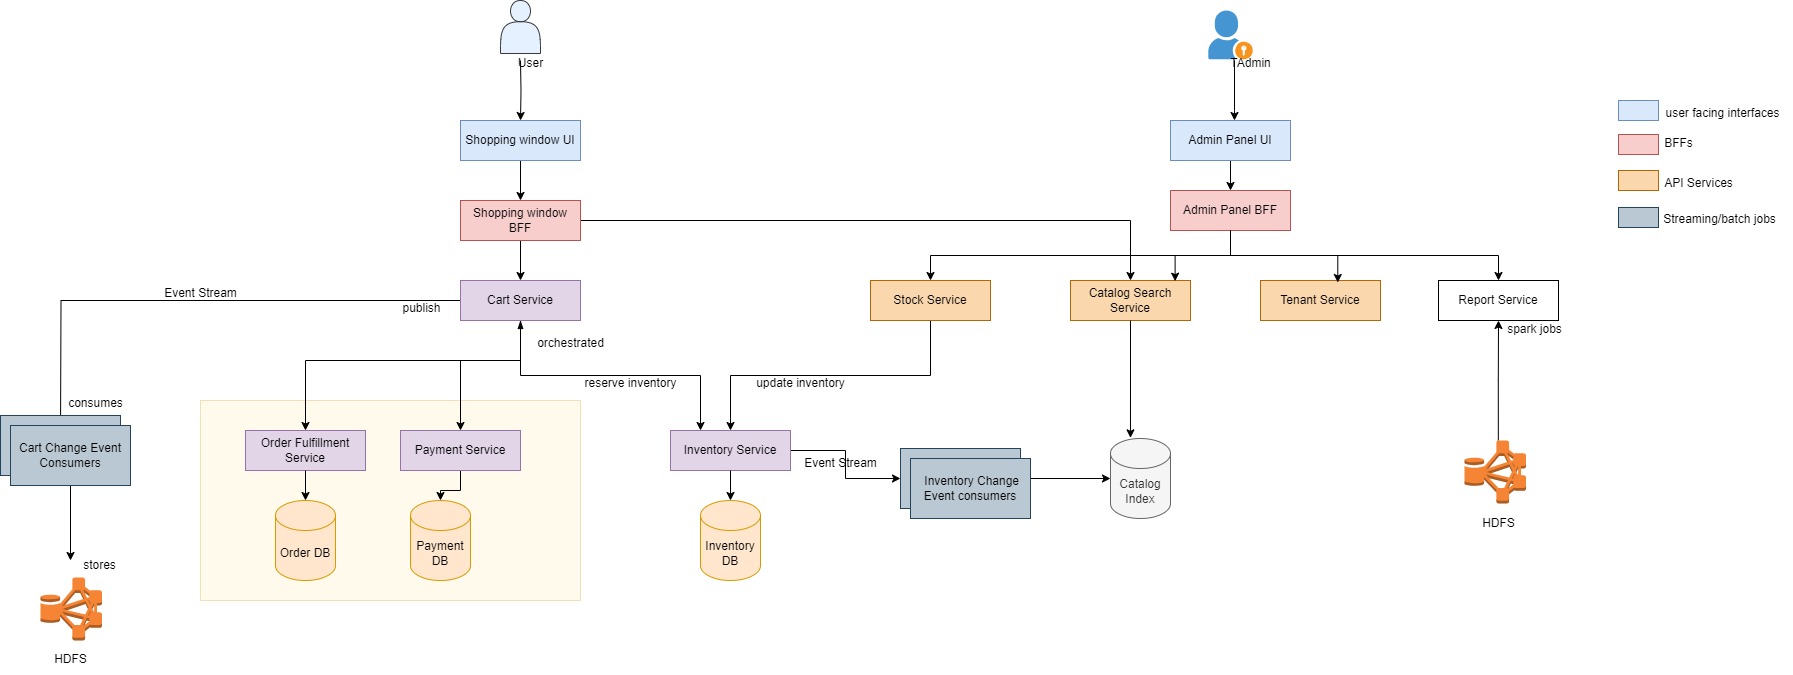 User
TAdmin
Shopping window UI
Admin Panel UI
user facing interfaces
BFFs
API Services
Streaming/batch jobs
Shopping window
BFF
Admin Panel BFF
Event Stream
publish
Cart Service
Stock Service
Catalog Search
Service
Tenant Service
Report Service
spark jobs
orchestrated
reserve inventory
update inventory
consumes
Cart Change Event
Consumers
Order Fulfillment
Service
Payment Service
Inventory Service
Event Stream
Inventory Change
Event consumers
Catalog
Index
HDFS
Order DB
Payment
DB
Inventory
DB
stores
HDFS